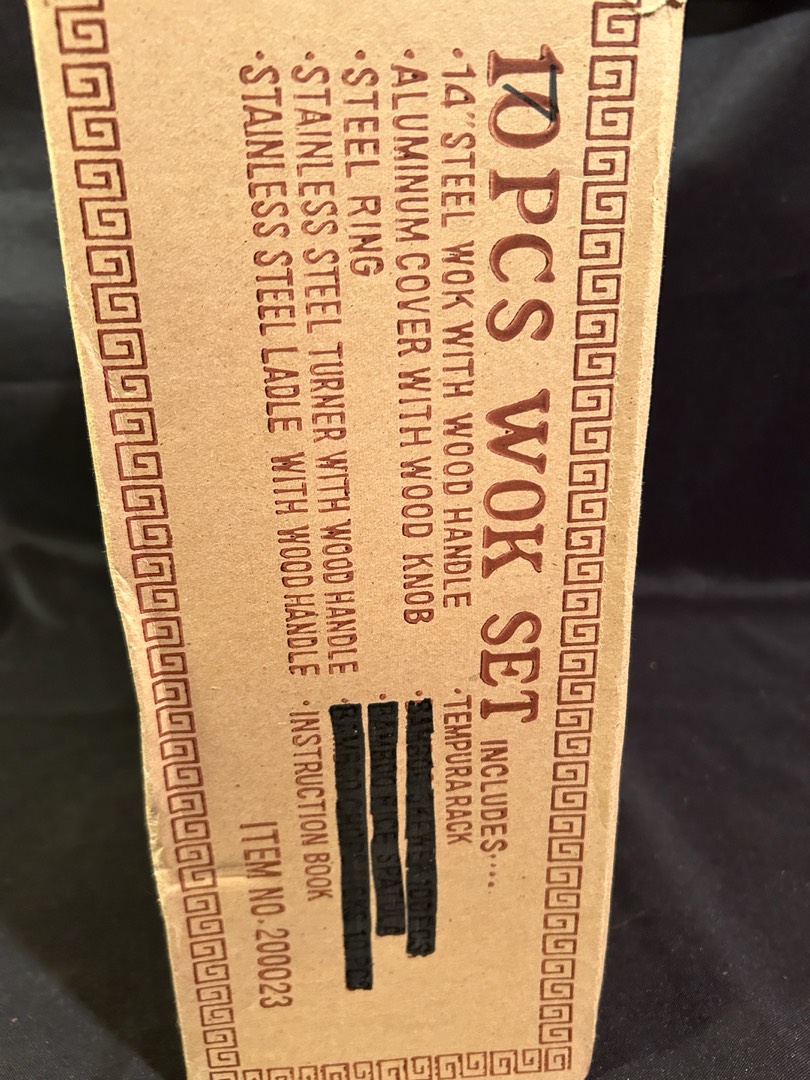 10 PCS WOK SET INCLUDES....
·14" STEEL WOK WITH WOOD HANDLE
·ALUMINUM COVER WITH WOOD KNOB
·STEEL RING
·STAINLESS STEEL TURNER WITH WOOD HANDLE
·STAINLESS STEEL LADLE WITH WOOD HANDLE
·TEMPURA RACK
·INSTRUCTION BOOK
ITEM NO.200023